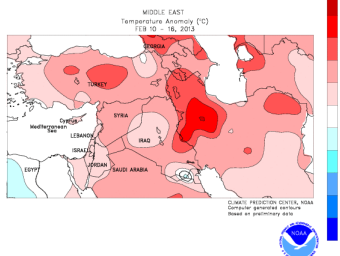 MIDDLE EAST
Temperature Anomaly (°C)
FEB 10 - 16, 2013
GEORGIA
TURKEY
Cyprus
Mediterranean
Sea
SYRIA
LEBANON
IRAQ
ISRAEL
JORDAN
EGYPT
SAUDI ARABIA
CLIMATE PREDICTION CENTER, NOAA
Computer generated contours
Based on preliminary data
NOAA